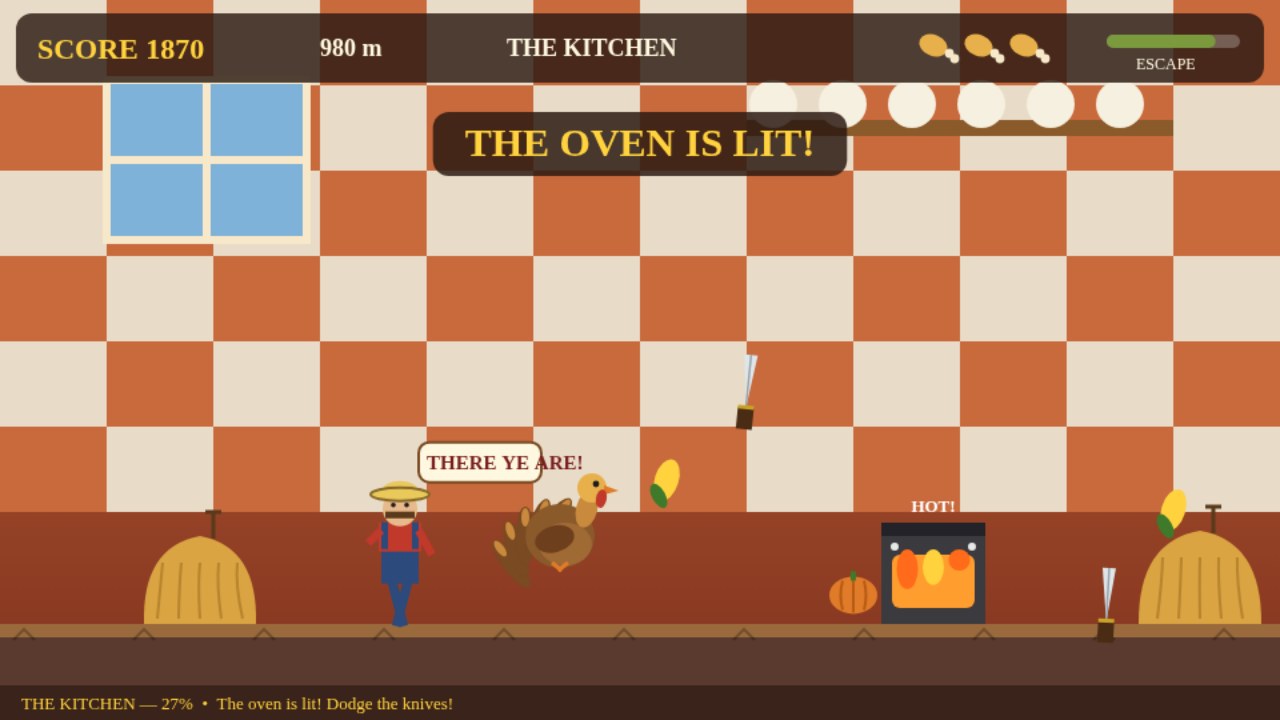 SCORE 1870
980 m
THE KITCHEN
ESCAPE
THE OVEN IS LIT!
THERE YE ARE!
HOT!
THE KITCHEN — 27% • The oven is lit! Dodge the knives!